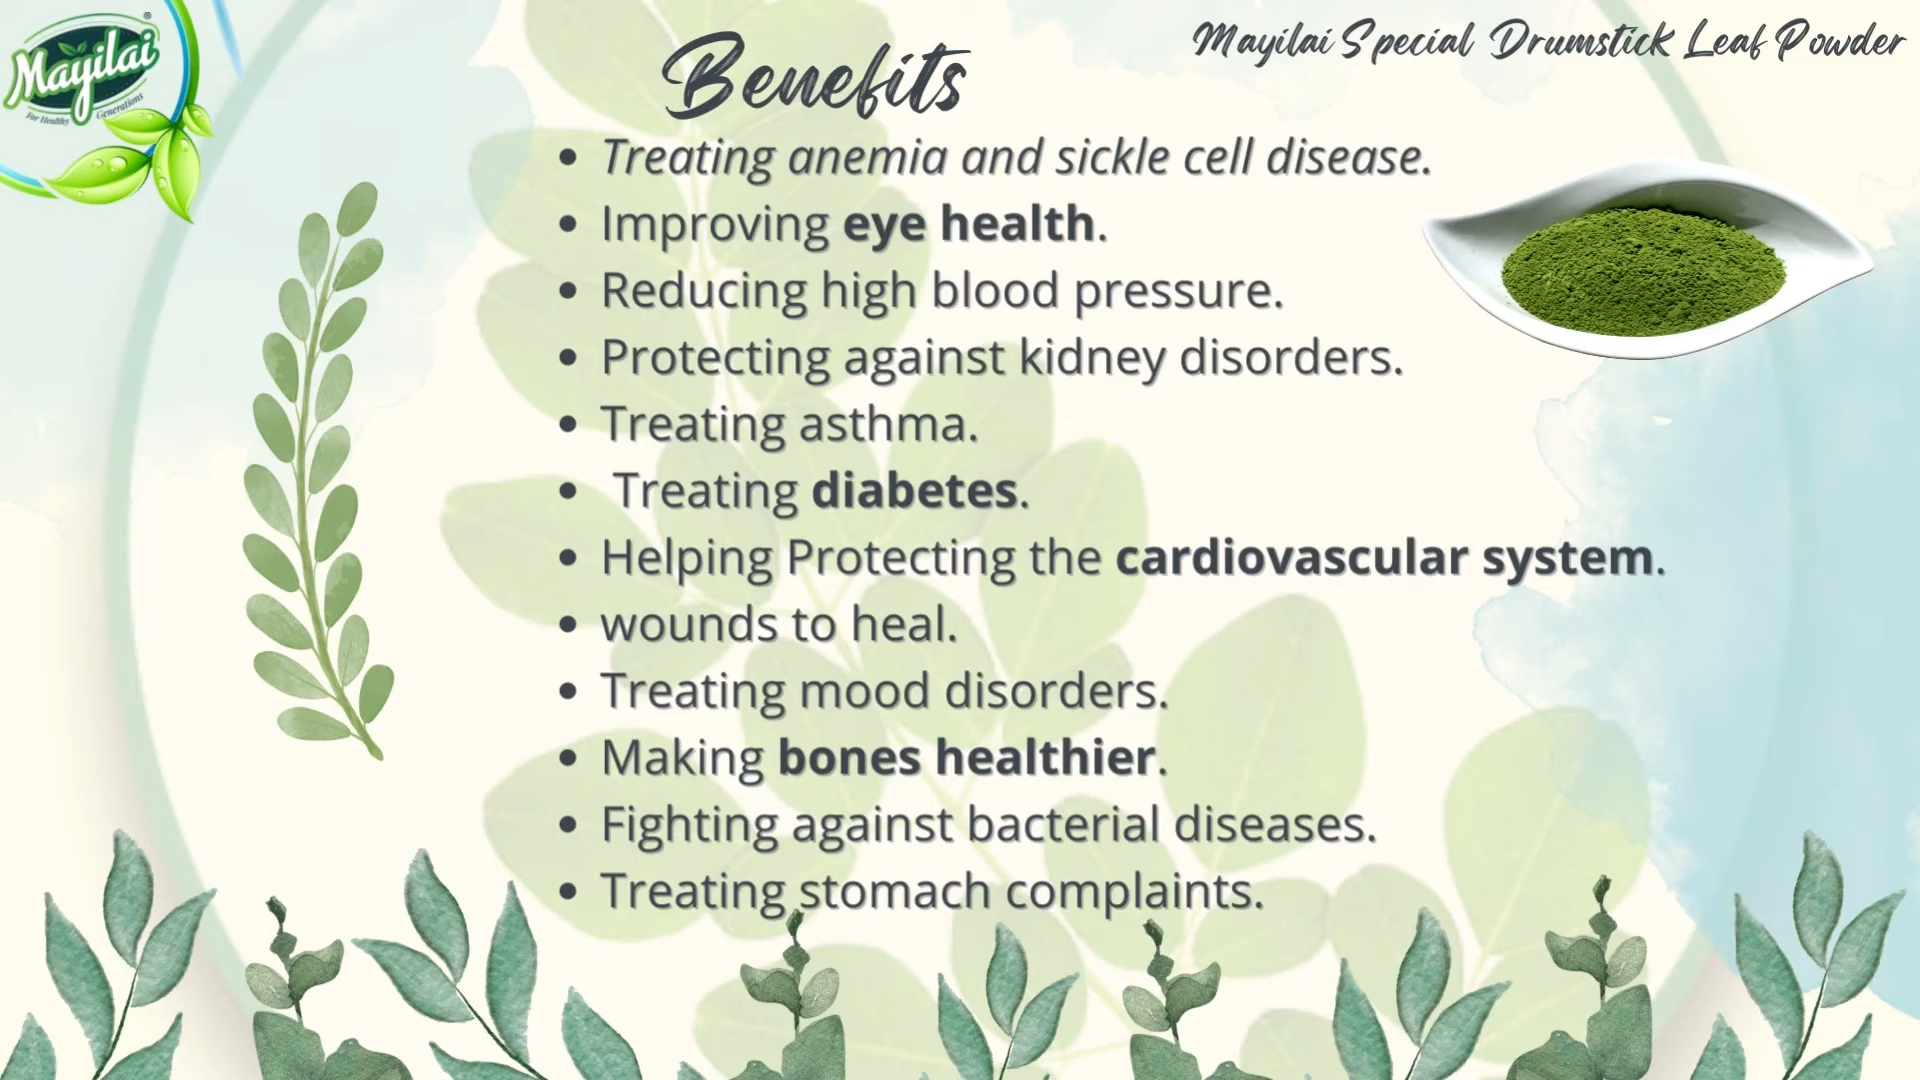 Mayilai
®
For Healthy Generations
Mayilai Special Drumstick Leaf Powder
Benefits
• Treating anemia and sickle cell disease.
• Improving eye health.
• Reducing high blood pressure.
• Protecting against kidney disorders.
• Treating asthma.
• Treating diabetes.
• Helping Protecting the cardiovascular system.
• wounds to heal.
• Treating mood disorders.
• Making bones healthier.
• Fighting against bacterial diseases.
• Treating stomach complaints.